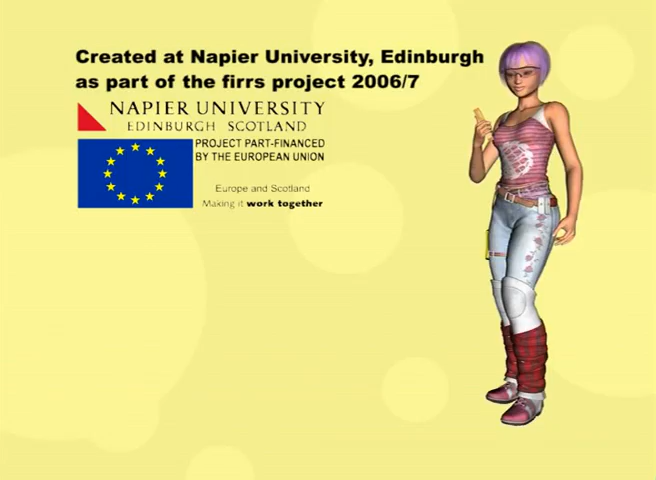 Created at Napier University, Edinburgh
as part of the firrs project 2006/7
NAPIER UNIVERSITY
EDINBURGH SCOTLAND
PROJECT PART-FINANCED
BY THE EUROPEAN UNION
Europe and Scotland
Making it work together